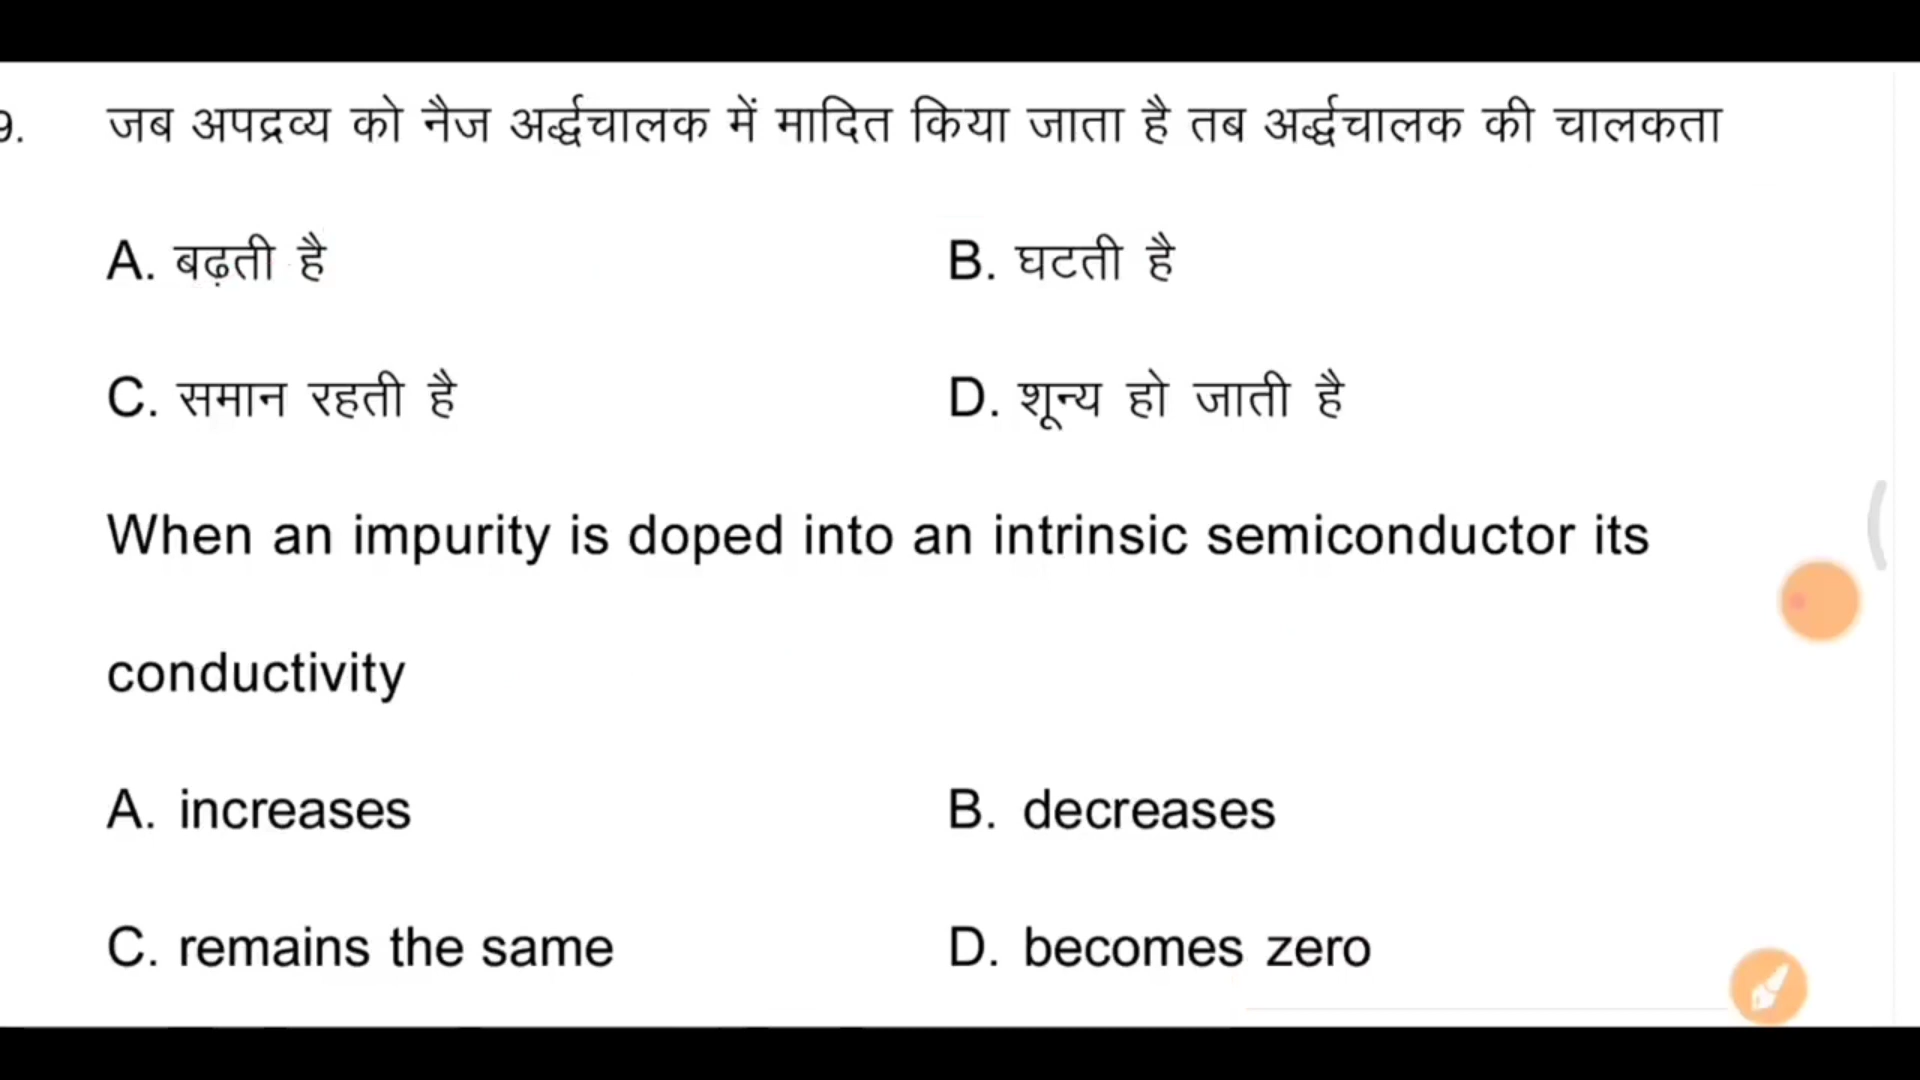 9. जब अपद्रव्य को नैज अर्द्धचालक में मादित किया जाता है तब अर्द्धचालक की चालकता
A. बढ़ती है B. घटती है
C. समान रहती है D. शून्य हो जाती है
When an impurity is doped into an intrinsic semiconductor its
conductivity
A. increases B. decreases
C. remains the same D. becomes zero